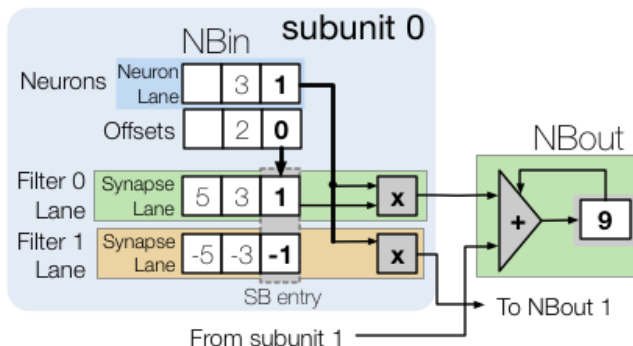 subunit 0
NBin
Neurons
Neuron
Lane
3 1
Offsets
2 0
NBout
Filter 0
Lane
Synapse
Lane
5 3 1
x
+
9
Filter 1
Lane
Synapse
Lane
-5 -3 -1
x
SB entry
To NBout 1
From subunit 1